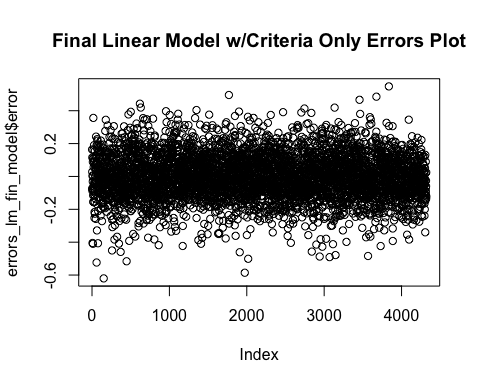 Final Linear Model w/Criteria Only Errors Plot
errors_lm_fin_model$error
0.2
-0.2
-0.6
0 1000 2000 3000 4000
Index